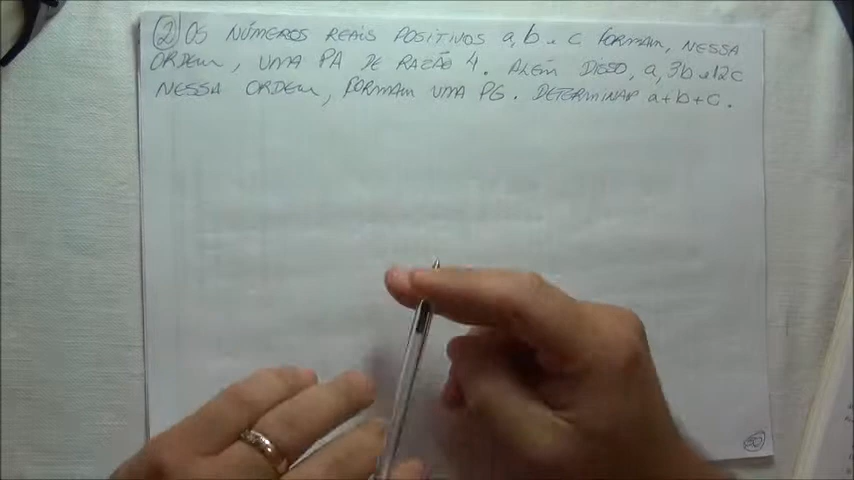 2) OS NÚMEROS REAIS POSITIVOS a, b e c FORMAM, NESSA
ORDEM, UMA PA DE RAZÃO 4. ALÉM DISSO, a, 3b e 12c
NESSA ORDEM, FORMAM UMA PG. DETERMINAR a+b+c.